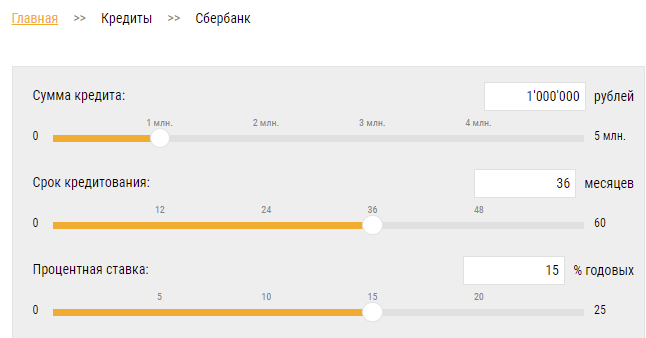 Главная >> Кредиты >> Сбербанк
Сумма кредита: 1'000'000 рублей
1 млн. 2 млн. 3 млн. 4 млн.
0 5 млн.
Срок кредитования: 36 месяцев
12 24 36 48
0 60
Процентная ставка: 15 % годовых
5 10 15 20
0 25